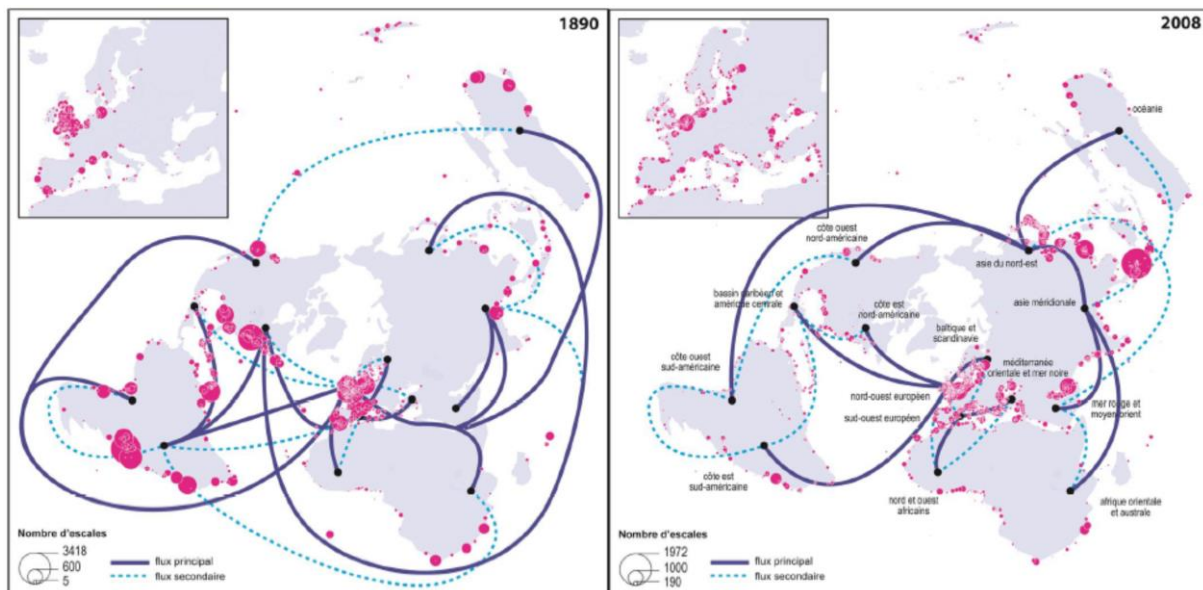 1890
Nombre d'escales
3418
600
5
flux principal
flux secondaire
2008
océanie
côte ouest
nord-américaine
asie du nord-est
bassin caribéen et
amérique centrale
côte est
nord-américaine
asie méridionale
baltique et
scandinavie
côte ouest
sud-américaine
méditerranée
orientale et mer noire
nord-ouest européen
mer rouge et
moyen orient
sud-ouest européen
côte est
sud-américaine
nord et ouest
africains
afrique orientale
et australe
Nombre d'escales
1972
1000
190
flux principal
flux secondaire